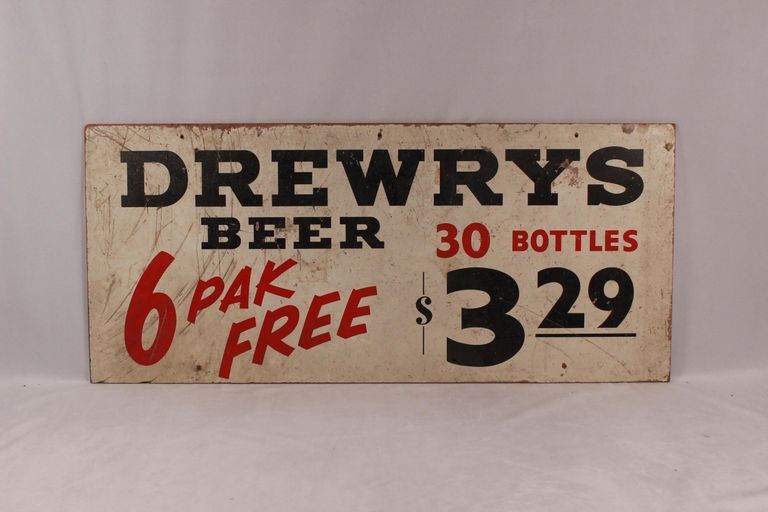 DREWRYS
BEER
6 PAK FREE
30 BOTTLES
$3 29